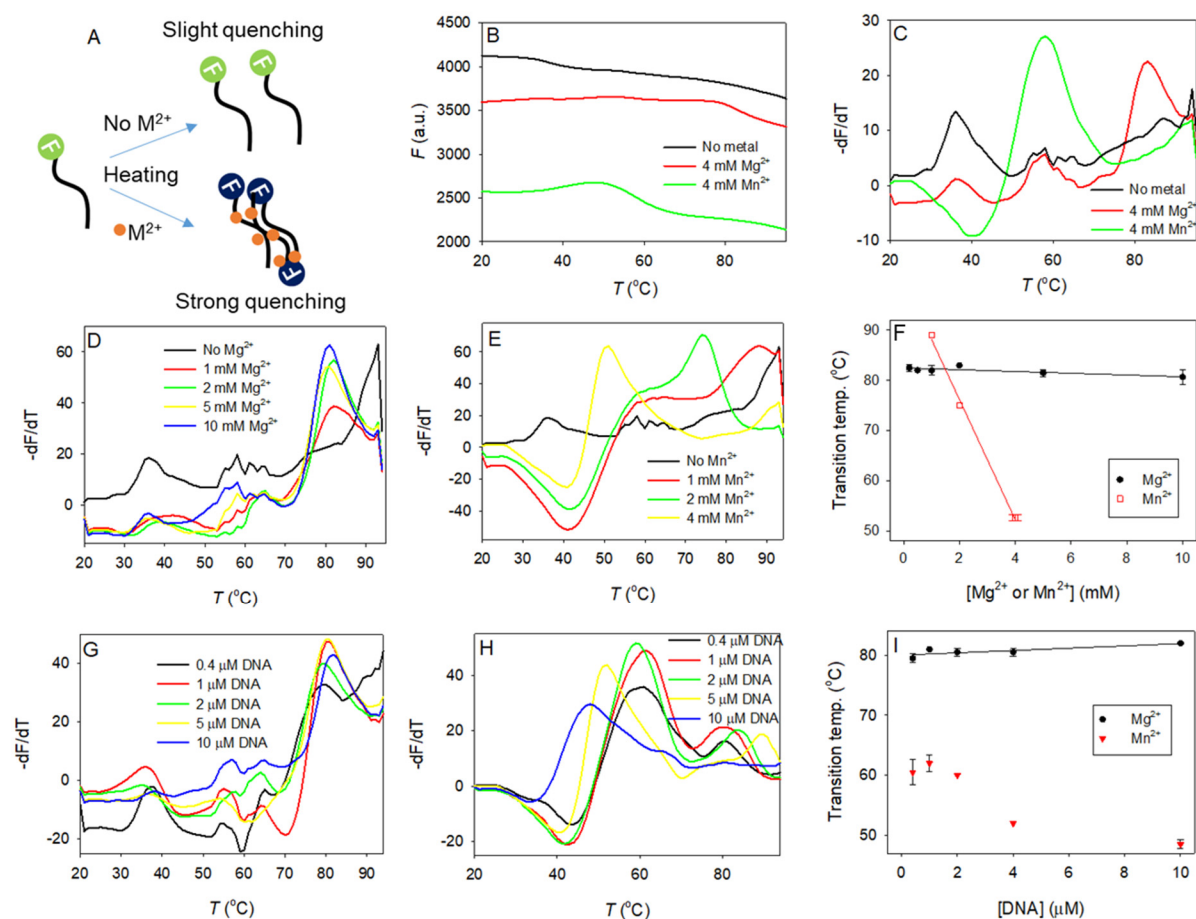 A
Slight quenching
F
F
F
No M2+
Heating
M2+
F
F
F
Strong quenching
B
4500
4000
3500
3000
2500
2000
F (a.u.)
No metal
4 mM Mg2+
4 mM Mn2+
20 40 60 80
T (oC)
C
30
20
10
0
-10
-dF/dT
No metal
4 mM Mg2+
4 mM Mn2+
20 40 60 80
T (oC)
D
60
40
20
0
-dF/dT
No Mg2+
1 mM Mg2+
2 mM Mg2+
5 mM Mg2+
10 mM Mg2+
20 30 40 50 60 70 80 90
T (oC)
E
60
40
20
0
-20
-40
-dF/dT
No Mn2+
1 mM Mn2+
2 mM Mn2+
4 mM Mn2+
20 30 40 50 60 70 80 90
T (oC)
F
90
80
70
60
50
Transition temp. (oC)
Mg2+
Mn2+
0 2 4 6 8 10
[Mg2+ or Mn2+] (mM)
G
40
20
0
-20
-dF/dT
0.4 µM DNA
1 µM DNA
2 µM DNA
5 µM DNA
10 µM DNA
20 30 40 50 60 70 80 90
T (oC)
H
60
40
20
0
-20
-dF/dT
0.4 µM DNA
1 µM DNA
2 µM DNA
5 µM DNA
10 µM DNA
20 30 40 50 60 70 80 90
T (oC)
I
80
70
60
50
Transition temp. (oC)
Mg2+
Mn2+
0 2 4 6 8 10
[DNA] (µM)